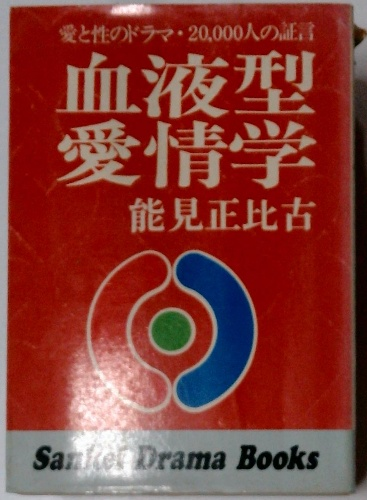 愛と性のドラマ・20,000人の証言
血液型
愛情学
能見正比古
Sankei Drama Books